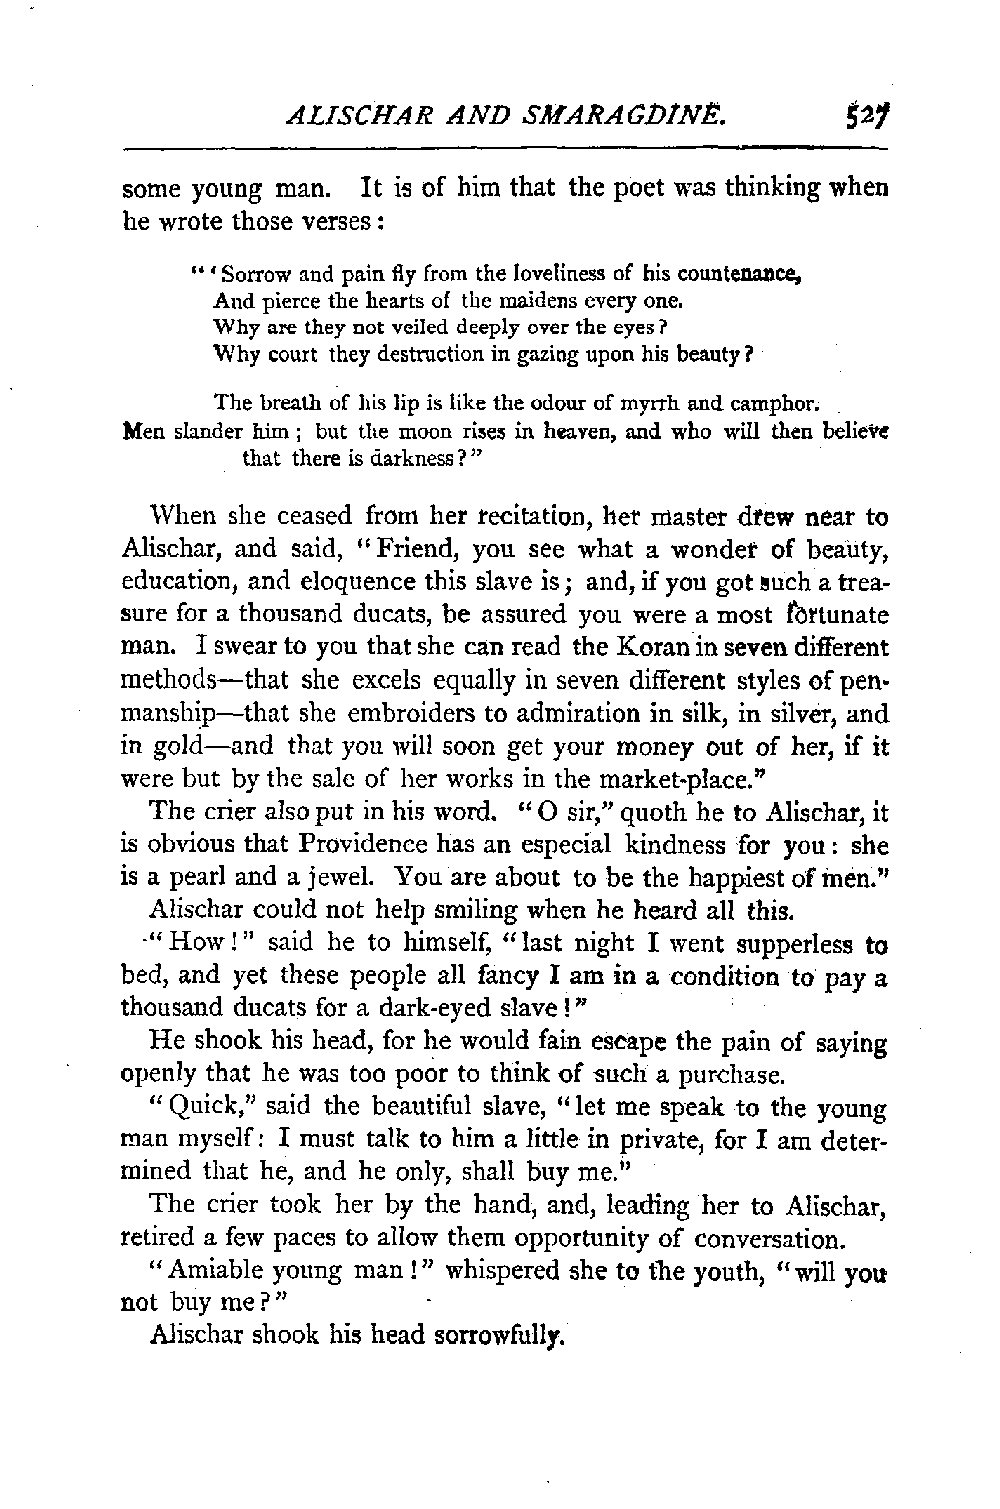 ALISCHAR AND SMARAGDINE. 527
some young man. It is of him that the poet was thinking when
he wrote those verses:
"'Sorrow and pain fly from the loveliness of his countenance,
And pierce the hearts of the maidens every one.
Why are they not veiled deeply over the eyes?
Why court they destruction in gazing upon his beauty?
The breath of his lip is like the odour of myrrh and camphor.
Men slander him; but the moon rises in heaven, and who will then believe
that there is darkness?"
When she ceased from her recitation, her master drew near to
Alischar, and said, "Friend, you see what a wonder of beauty,
education, and eloquence this slave is; and, if you got such a trea-
sure for a thousand ducats, be assured you were a most fortunate
man. I swear to you that she can read the Koran in seven different
methods—that she excels equally in seven different styles of pen-
manship—that she embroiders to admiration in silk, in silver, and
in gold—and that you will soon get your money out of her, if it
were but by the sale of her works in the market-place."
The crier also put in his word. "O sir," quoth he to Alischar, it
is obvious that Providence has an especial kindness for you: she
is a pearl and a jewel. You are about to be the happiest of men."
Alischar could not help smiling when he heard all this.
"How!" said he to himself, "last night I went supperless to
bed, and yet these people all fancy I am in a condition to pay a
thousand ducats for a dark-eyed slave!"
He shook his head, for he would fain escape the pain of saying
openly that he was too poor to think of such a purchase.
"Quick," said the beautiful slave, "let me speak to the young
man myself: I must talk to him a little in private, for I am deter-
mined that he, and he only, shall buy me."
The crier took her by the hand, and, leading her to Alischar,
retired a few paces to allow them opportunity of conversation.
"Amiable young man!" whispered she to the youth, "will you
not buy me?"
Alischar shook his head sorrowfully.